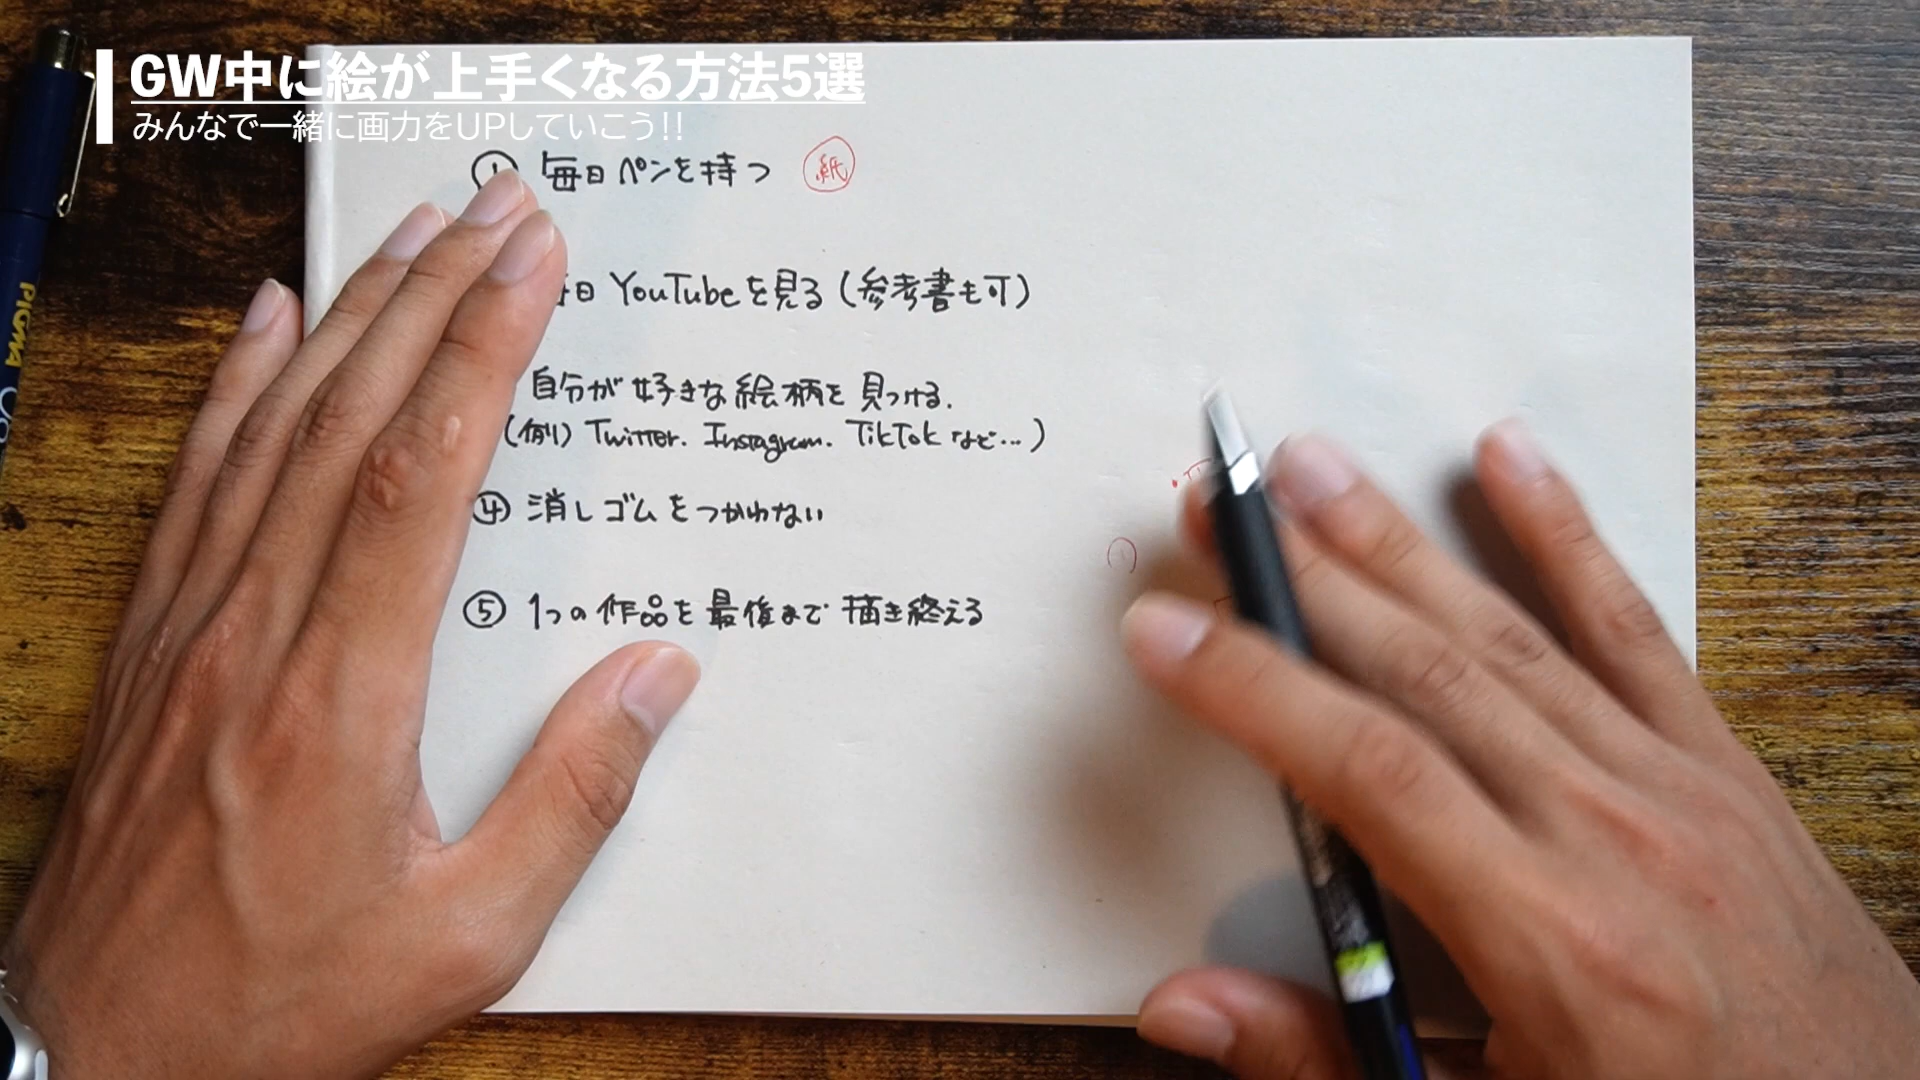 GW中に絵が上手くなる方法5選
みんなで一緒に画力をUPしていこう!!
① 毎日ペンを持つ 紙
日 YouTubeを見る(参考書も可)
自分が好きな絵柄を見つける.
(例) Twitter. Instagram. TikTok など...)
④ 消しゴムをつかわない
⑤ 1つの作品を最後まで描き終える
PIGMA